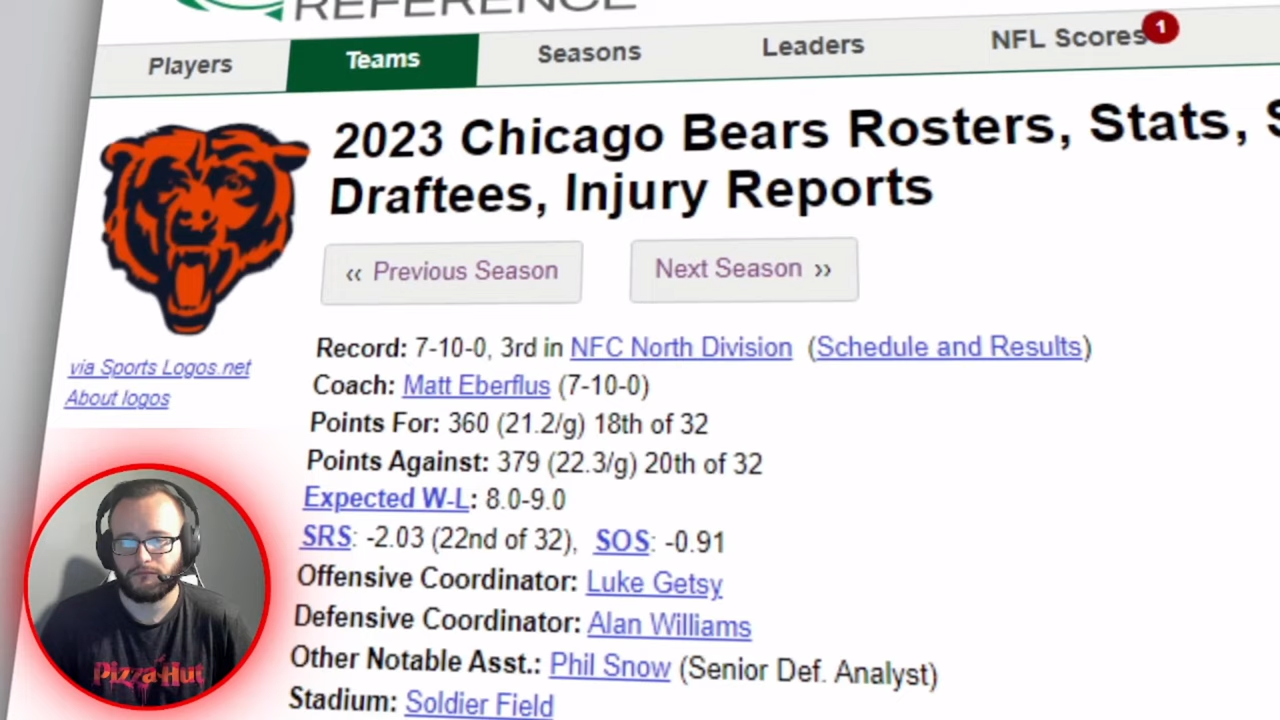 REFERENCE
Players Teams Seasons Leaders NFL Scores 1
2023 Chicago Bears Rosters, Stats,
Draftees, Injury Reports
‹‹ Previous Season Next Season ››
Record: 7-10-0, 3rd in NFC North Division (Schedule and Results)
Coach: Matt Eberflus (7-10-0)
Points For: 360 (21.2/g) 18th of 32
Points Against: 379 (22.3/g) 20th of 32
Expected W-L: 8.0-9.0
SRS: -2.03 (22nd of 32), SOS: -0.91
Offensive Coordinator: Luke Getsy
Defensive Coordinator: Alan Williams
Other Notable Asst.: Phil Snow (Senior Def. Analyst)
Stadium: Soldier Field
via Sports Logos.net
About logos
Pizza Hut